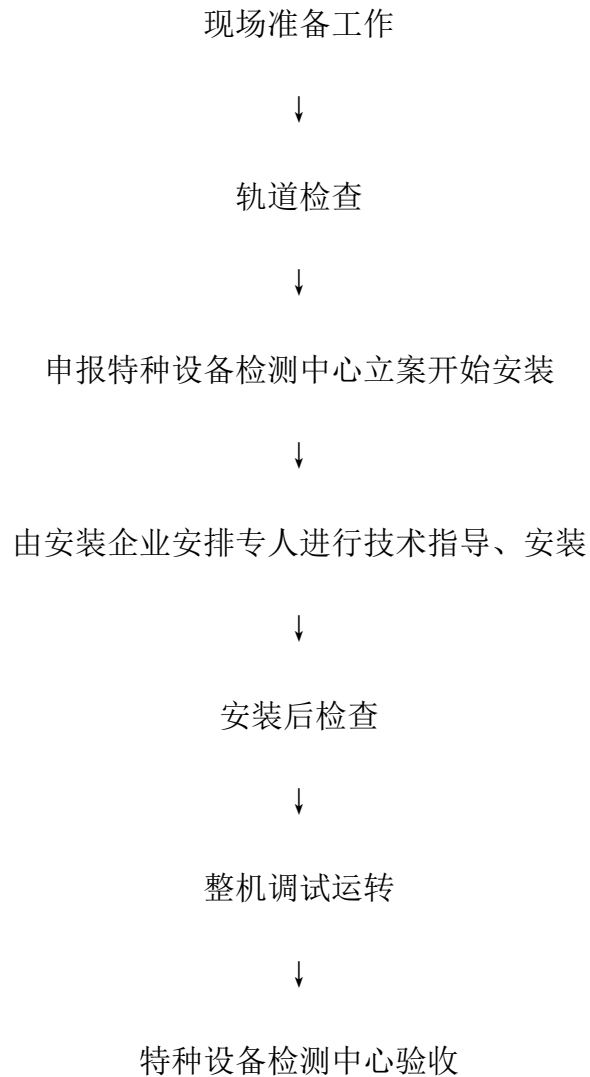 现场准备工作
↓
轨道检查
↓
申报特种设备检测中心立案开始安装
↓
由安装企业安排专人进行技术指导、安装
↓
安装后检查
↓
整机调试运转
↓
特种设备检测中心验收